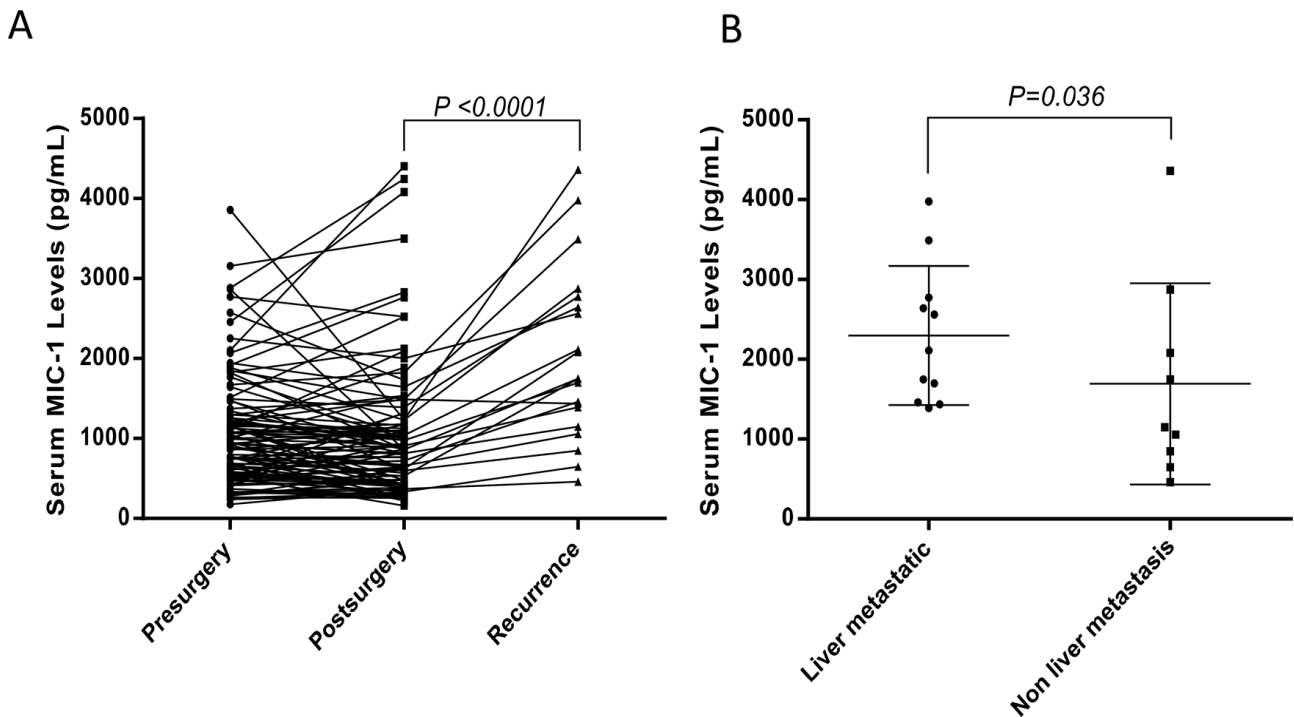 A
B
P <0.0001
P=0.036
5000
4000
3000
2000
1000
0
Serum MIC-1 Levels (pg/mL)
Presurgery
Postsurgery
Recurrence
5000
4000
3000
2000
1000
0
Serum MIC-1 Levels (pg/mL)
Liver metastatic
Non liver metastasis